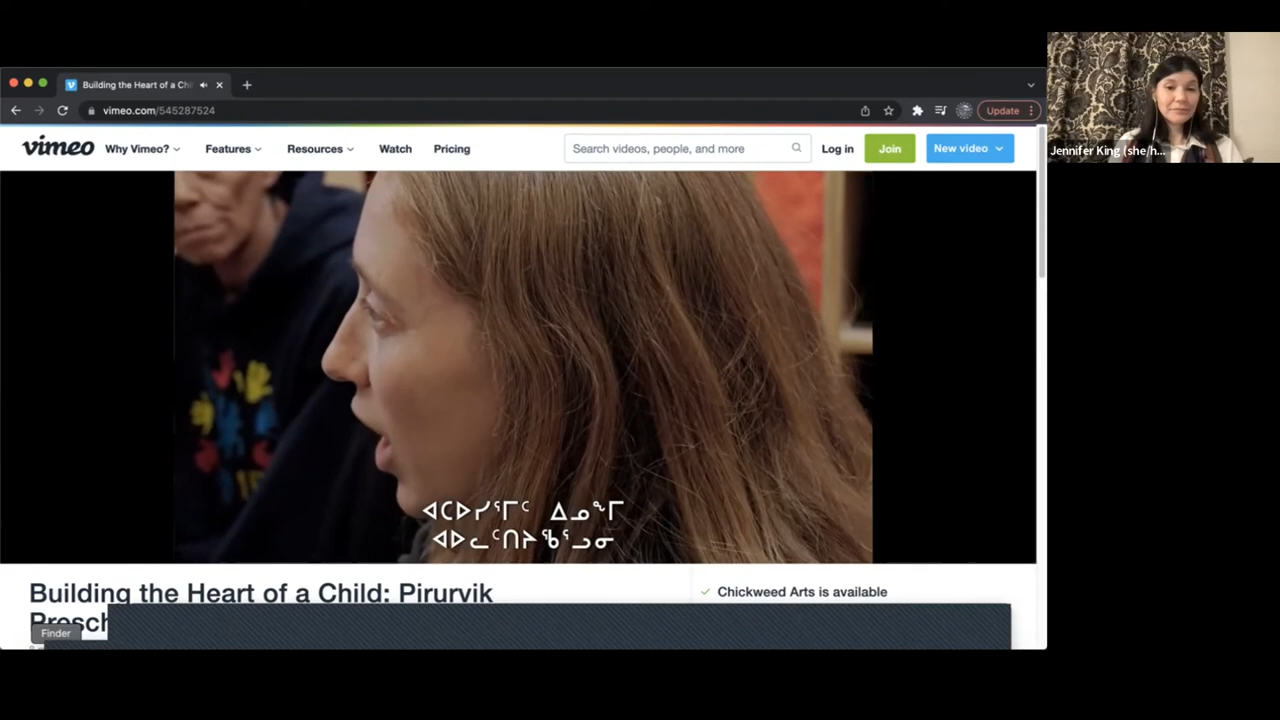 Building the Heart of a Chi
vimeo.com/545287524
Update
vimeo
Why Vimeo?
Features
Resources
Watch
Pricing
Search videos, people, and more
Log in
Join
New video
Jennifer King (she/h...
ᐊᑕᐅᓯᕐᒥᑦ ᐃᓄᖕᒥ
ᐊᐅᓚᑦᑎᔨᖃᕐᓗᓂ
Building the Heart of a Child: Pirurvik
Presch
Chickweed Arts is available
Finder